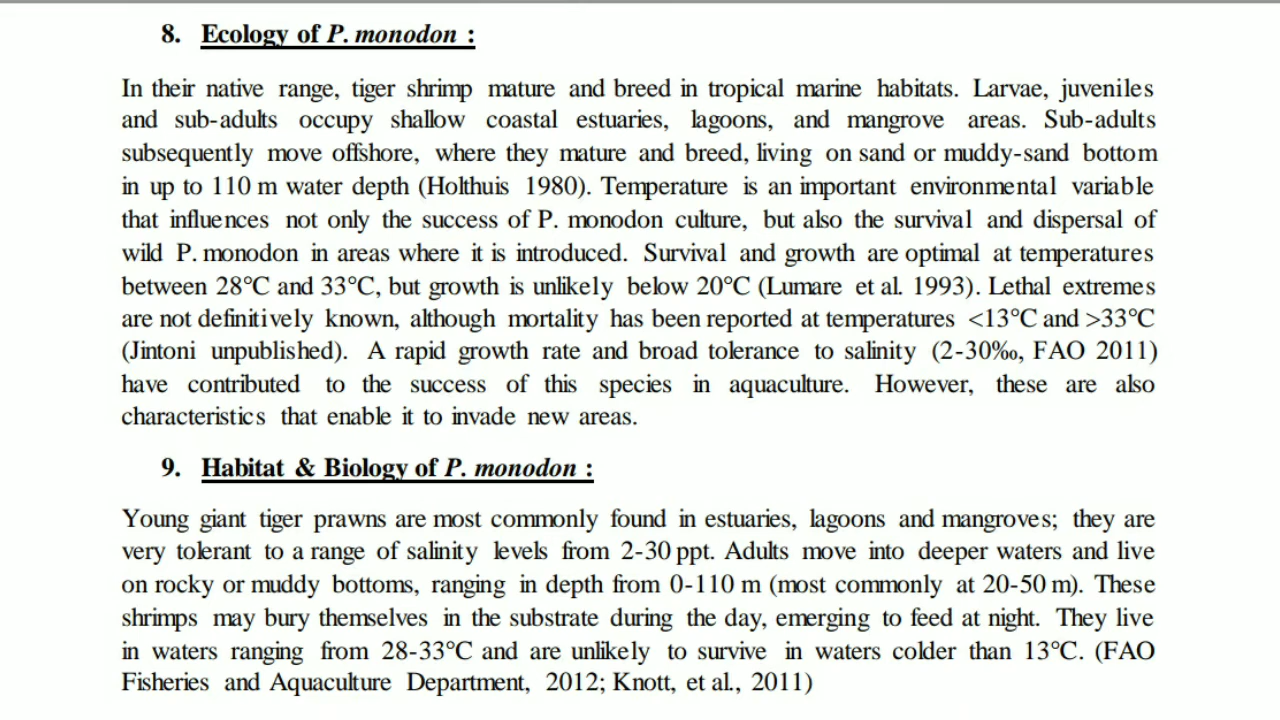 8. Ecology of P. monodon :
In their native range, tiger shrimp mature and breed in tropical marine habitats. Larvae, juveniles
and sub-adults occupy shallow coastal estuaries, lagoons, and mangrove areas. Sub-adults
subsequently move offshore, where they mature and breed, living on sand or muddy-sand bottom
in up to 110 m water depth (Holthuis 1980). Temperature is an important environmental variable
that influences not only the success of P. monodon culture, but also the survival and dispersal of
wild P. monodon in areas where it is introduced. Survival and growth are optimal at temperatures
between 28°C and 33°C, but growth is unlikely below 20°C (Lumare et al. 1993). Lethal extremes
are not definitively known, although mortality has been reported at temperatures <13°C and >33°C
(Jintoni unpublished). A rapid growth rate and broad tolerance to salinity (2-30‰, FAO 2011)
have contributed to the success of this species in aquaculture. However, these are also
characteristics that enable it to invade new areas.
9. Habitat & Biology of P. monodon :
Young giant tiger prawns are most commonly found in estuaries, lagoons and mangroves; they are
very tolerant to a range of salinity levels from 2-30 ppt. Adults move into deeper waters and live
on rocky or muddy bottoms, ranging in depth from 0-110 m (most commonly at 20-50 m). These
shrimps may bury themselves in the substrate during the day, emerging to feed at night. They live
in waters ranging from 28-33°C and are unlikely to survive in waters colder than 13°C. (FAO
Fisheries and Aquaculture Department, 2012; Knott, et al., 2011)